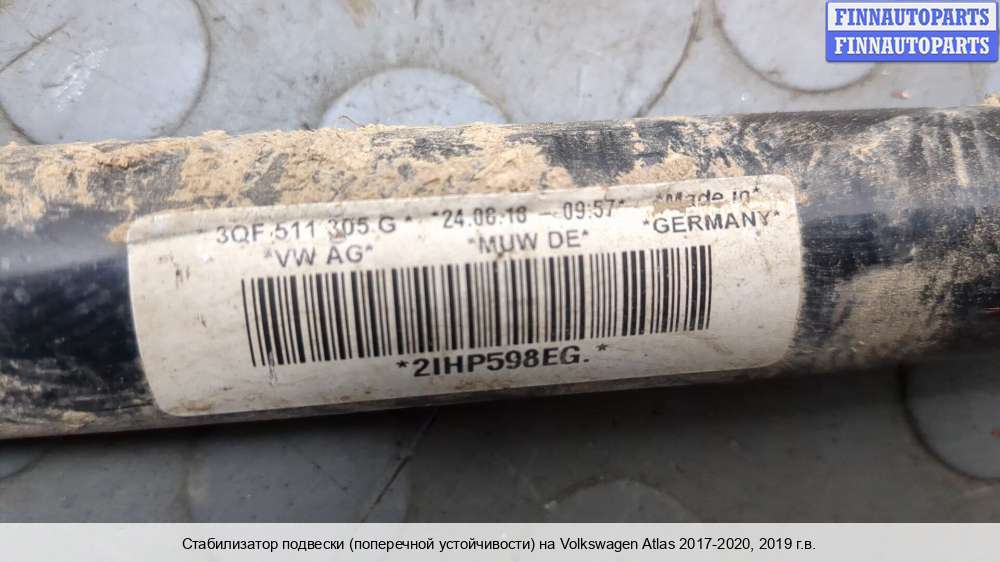 FINNAUTOPARTS
FINNAUTOPARTS
* 3QF 511 305 G * *24.08.18 - 09:57* *Made in*
*VW AG* *MUW DE* *GERMANY*
*2IHP598EG. *
Стабилизатор подвески (поперечной устойчивости) на Volkswagen Atlas 2017-2020, 2019 г.в.